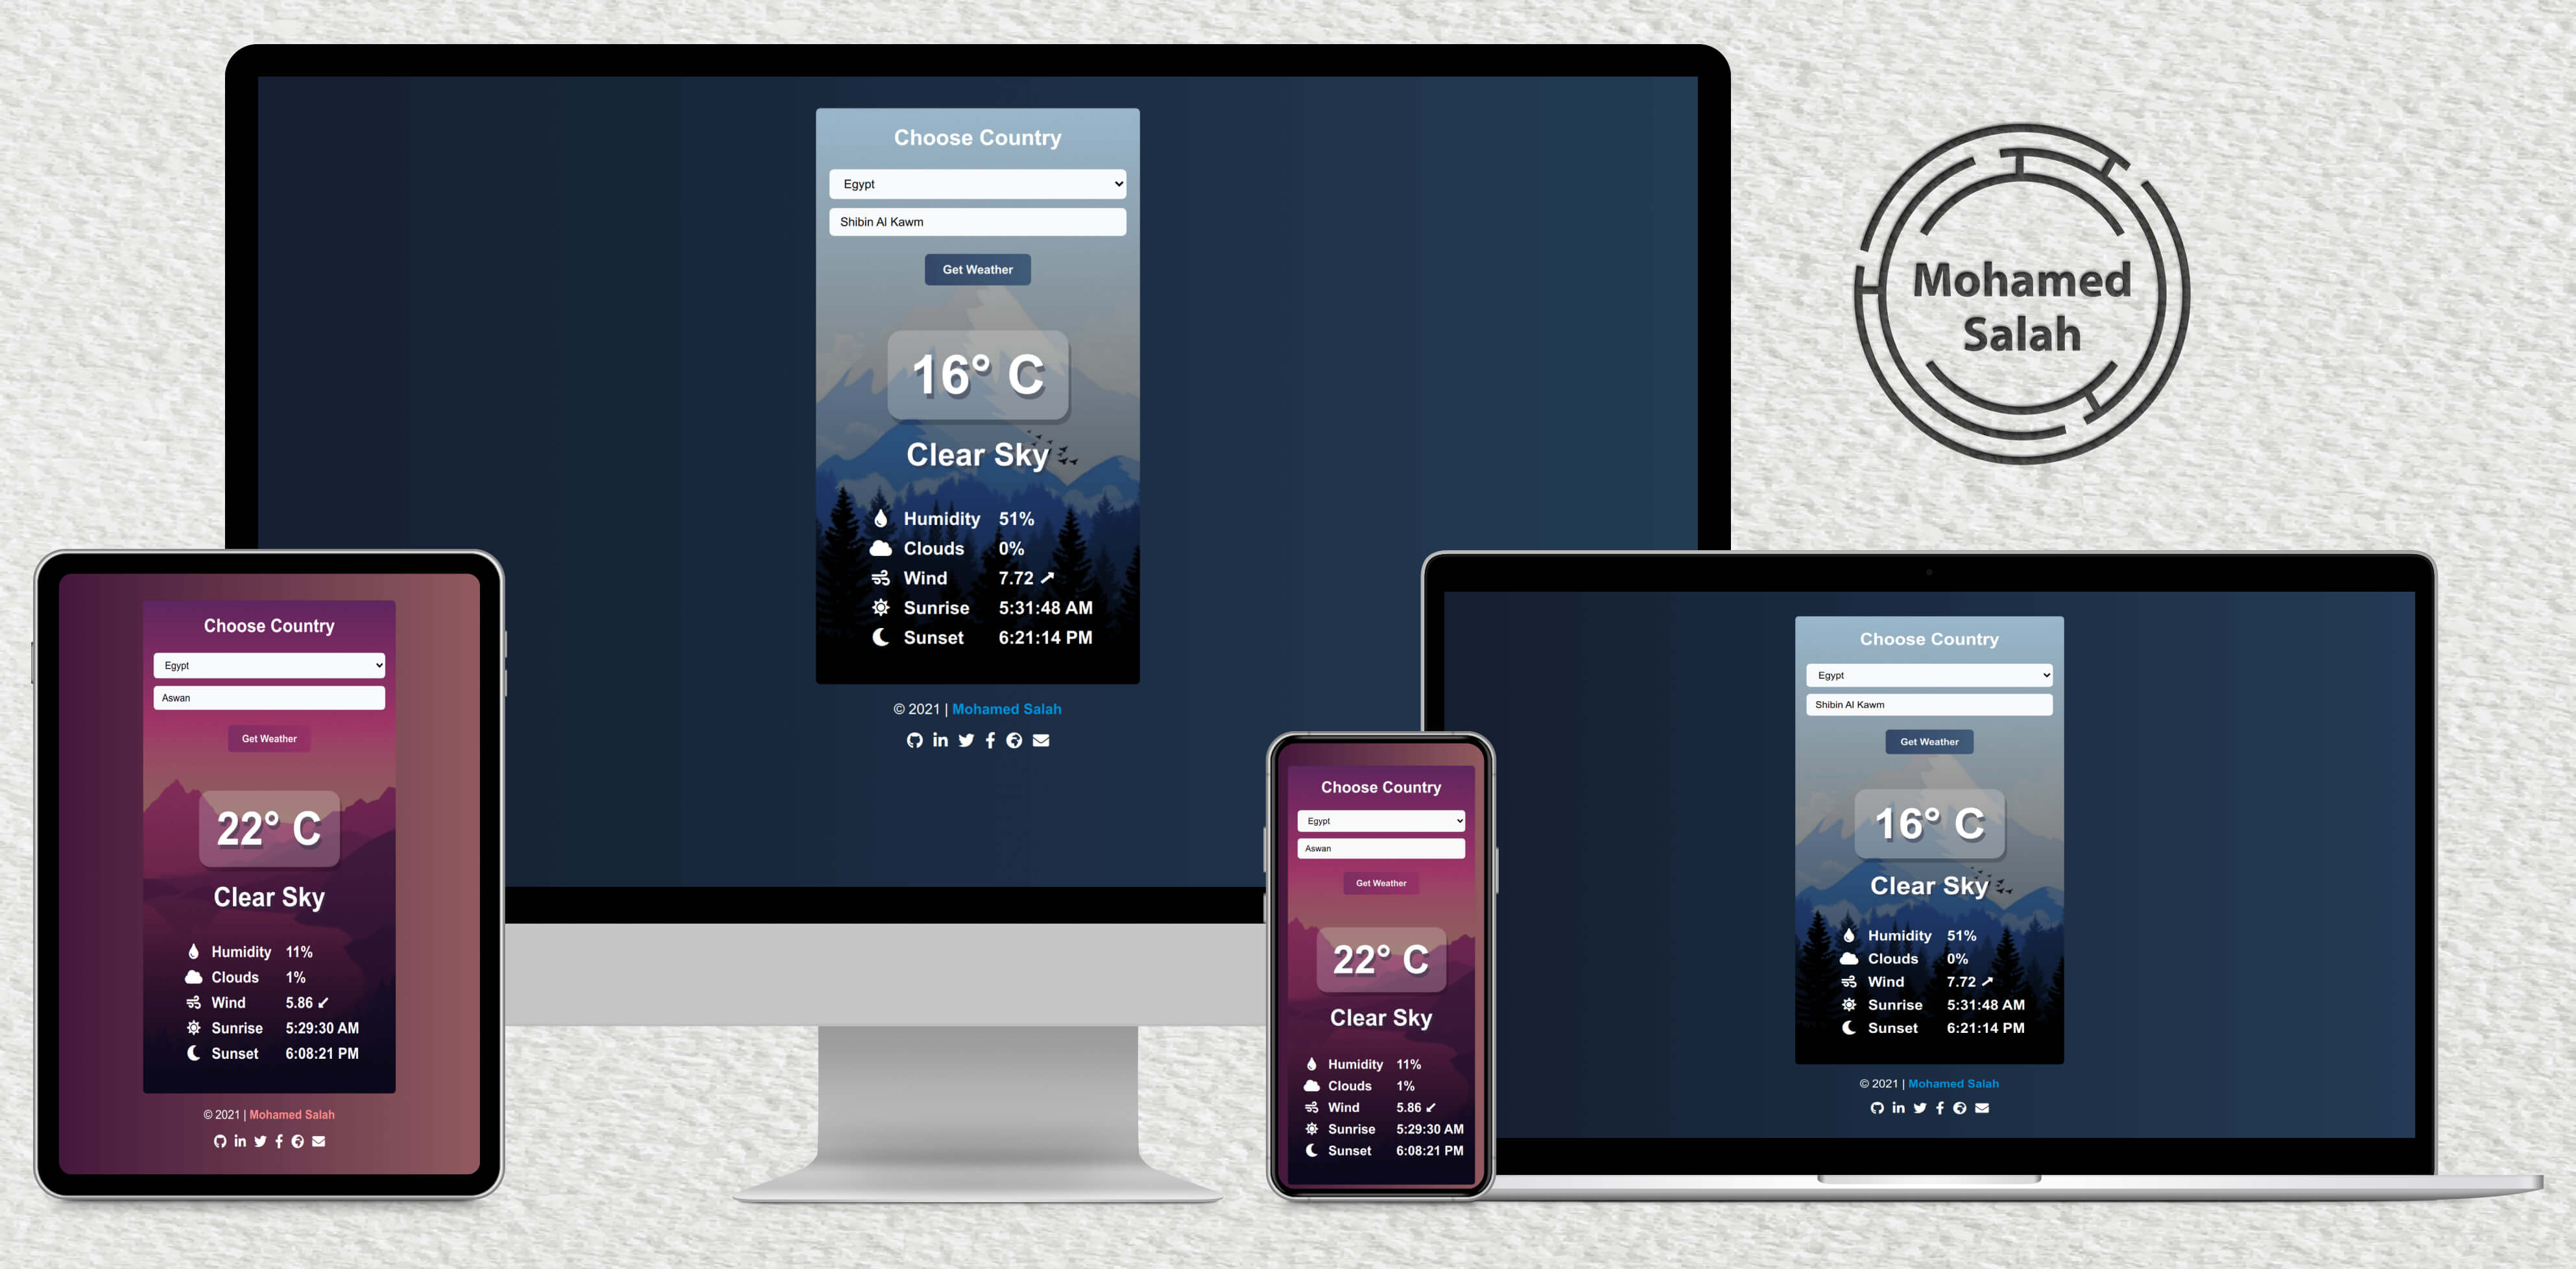 Choose Country
Egypt
Shibin Al Kawm
Get Weather
16° C
Clear Sky
Humidity 51%
Clouds 0%
Wind 7.72 ↗
Sunrise 5:31:48 AM
Sunset 6:21:14 PM
© 2021 | Mohamed Salah
Mohamed
Salah
Choose Country
Egypt
Aswan
Get Weather
22° C
Clear Sky
Humidity 11%
Clouds 1%
Wind 5.86 ↙
Sunrise 5:29:30 AM
Sunset 6:08:21 PM
© 2021 | Mohamed Salah
Choose Country
Egypt
Aswan
Get Weather
22° C
Clear Sky
Humidity 11%
Clouds 1%
Wind 5.86 ↙
Sunrise 5:29:30 AM
Sunset 6:08:21 PM
Choose Country
Egypt
Shibin Al Kawm
Get Weather
16° C
Clear Sky
Humidity 51%
Clouds 0%
Wind 7.72 ↗
Sunrise 5:31:48 AM
Sunset 6:21:14 PM
© 2021 | Mohamed Salah